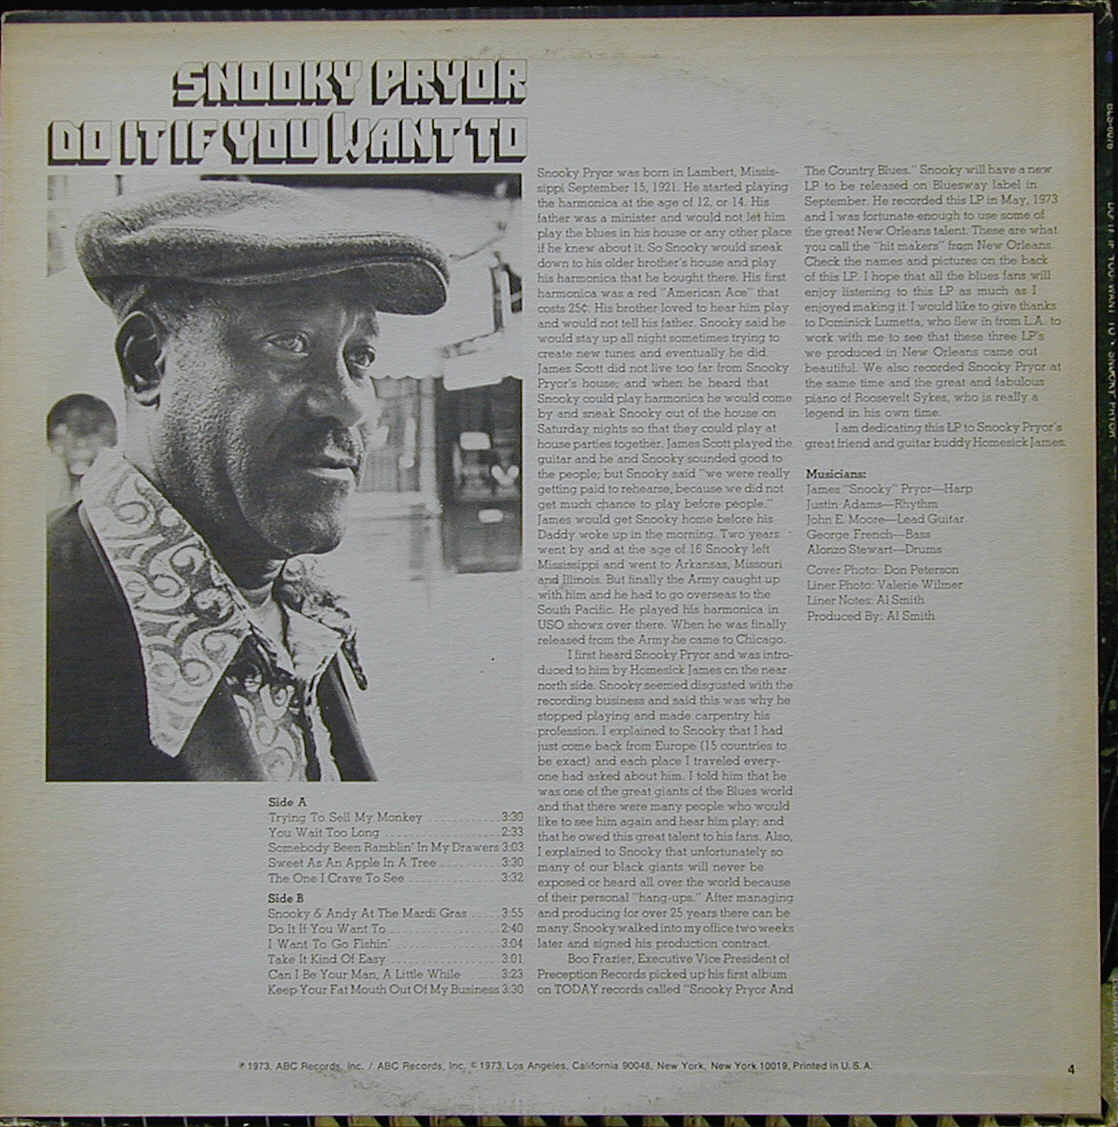 SNOOKY PRYOR
DO IT IF YOU WANT TO
Snooky Pryor was born in Lambert, Missis-
sippi September 15, 1921. He started playing
the harmonica at the age of 12, or 14. His
father was a minister and would not let him
play the blues in his house or any other place
if he knew about it. So Snooky would sneak
down to his older brother's house and play
his harmonica that he bought there. His first
harmonica was a red "American Ace" that
costs 25¢. His brother loved to hear him play
and would not tell his father. Snooky said he
would stay up all night sometimes trying to
create new tunes and eventually he did.
James Scott did not live too far from Snooky
Pryor's house; and when he heard that
Snooky could play harmonica he would come
by and sneak Snooky out of the house on
Saturday nights so that they could play at
house parties together. James Scott played the
guitar and he and Snooky sounded good to
the people; but Snooky said "we were really
getting paid to rehearse, because we did not
get much chance to play before people."
James would get Snooky home before his
Daddy woke up in the morning. Two years
went by and at the age of 16 Snooky left
Mississippi and went to Arkansas, Missouri
and Illinois. But finally the Army caught up
with him and he had to go overseas to the
South Pacific. He played his harmonica in
USO shows over there. When he was finally
released from the Army he came to Chicago.
I first heard Snooky Pryor and was intro-
duced to him by Homesick James on the near
north side. Snooky seemed disgusted with the
recording business and said this was why he
stopped playing and made carpentry his
profession. I explained to Snooky that I had
just come back from Europe (15 countries to
be exact) and each place I traveled every-
one had asked about him. I told him that he
was one of the great giants of the Blues world
and that there were many people who would
like to see him again and hear him play; and
that he owed this great talent to his fans. Also,
I explained to Snooky that unfortunately so
many of our black giants will never be
exposed or heard all over the world because
of their personal "hang-ups." After managing
and producing for over 25 years there can be
many. Snooky walked into my office two weeks
later and signed his production contract.
Boo Frazier, Executive Vice President of
Preception Records picked up his first album
on TODAY records called "Snooky Pryor And
The Country Blues." Snooky will have a new
LP to be released on Bluesway label in
September. He recorded this LP in May, 1973
and I was fortunate enough to use some of
the great New Orleans talent. These are what
you call the "hit makers" from New Orleans.
Check the names and pictures on the back
of this LP. I hope that all the blues fans will
enjoy listening to this LP as much as I
enjoyed making it. I would like to give thanks
to Dominick Lumetta, who flew in from L.A. to
work with me to see that these three LP's
we produced in New Orleans came out
beautiful. We also recorded Snooky Pryor at
the same time and the great and fabulous
piano of Roosevelt Sykes, who is really a
legend in his own time.
I am dedicating this LP to Snooky Pryor's
great friend and guitar buddy Homesick James.
Musicians:
James "Snooky" Pryor—Harp
Justin Adams—Rhythm
John E. Moore—Lead Guitar
George French—Bass
Alonzo Stewart—Drums
Cover Photo: Don Peterson
Liner Photo: Valerie Wilmer
Liner Notes: Al Smith
Produced By: Al Smith
Side A
Trying To Sell My Monkey 3:30
You Wait Too Long 2:33
Somebody Been Ramblin' In My Drawers 3:03
Sweet As An Apple In A Tree 3:30
The One I Crave To See 3:32
Side B
Snooky & Andy At The Mardi Gras 3:55
Do It If You Want To 2:40
I Want To Go Fishin' 3:04
Take It Kind Of Easy 3:01
Can I Be Your Man, A Little While 3:23
Keep Your Fat Mouth Out Of My Business 3:30
℗ 1973, ABC Records, Inc. / ABC Records, Inc. © 1973, Los Angeles, California 90048, New York, New York 10019, Printed in U.S.A.
4